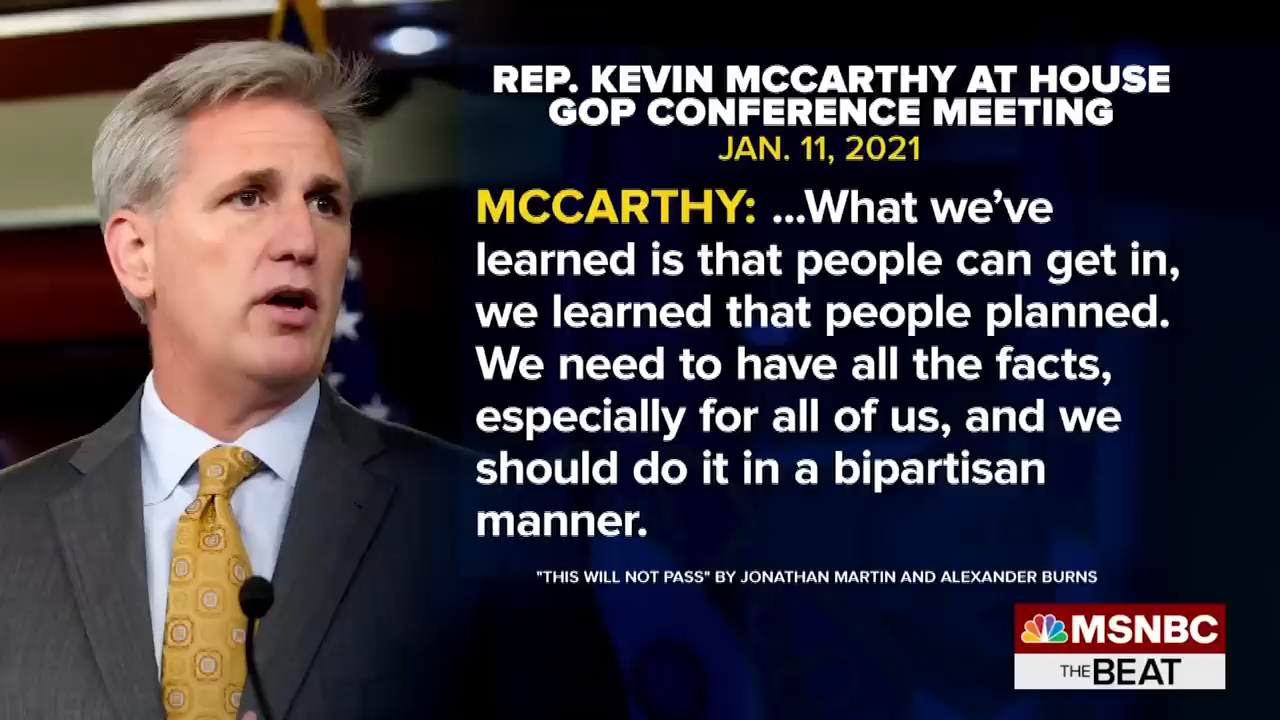 REP. KEVIN MCCARTHY AT HOUSE
GOP CONFERENCE MEETING
JAN. 11, 2021
MCCARTHY: ...What we’ve
learned is that people can get in,
we learned that people planned.
We need to have all the facts,
especially for all of us, and we
should do it in a bipartisan
manner.
"THIS WILL NOT PASS" BY JONATHAN MARTIN AND ALEXANDER BURNS
MSNBC
THE BEAT